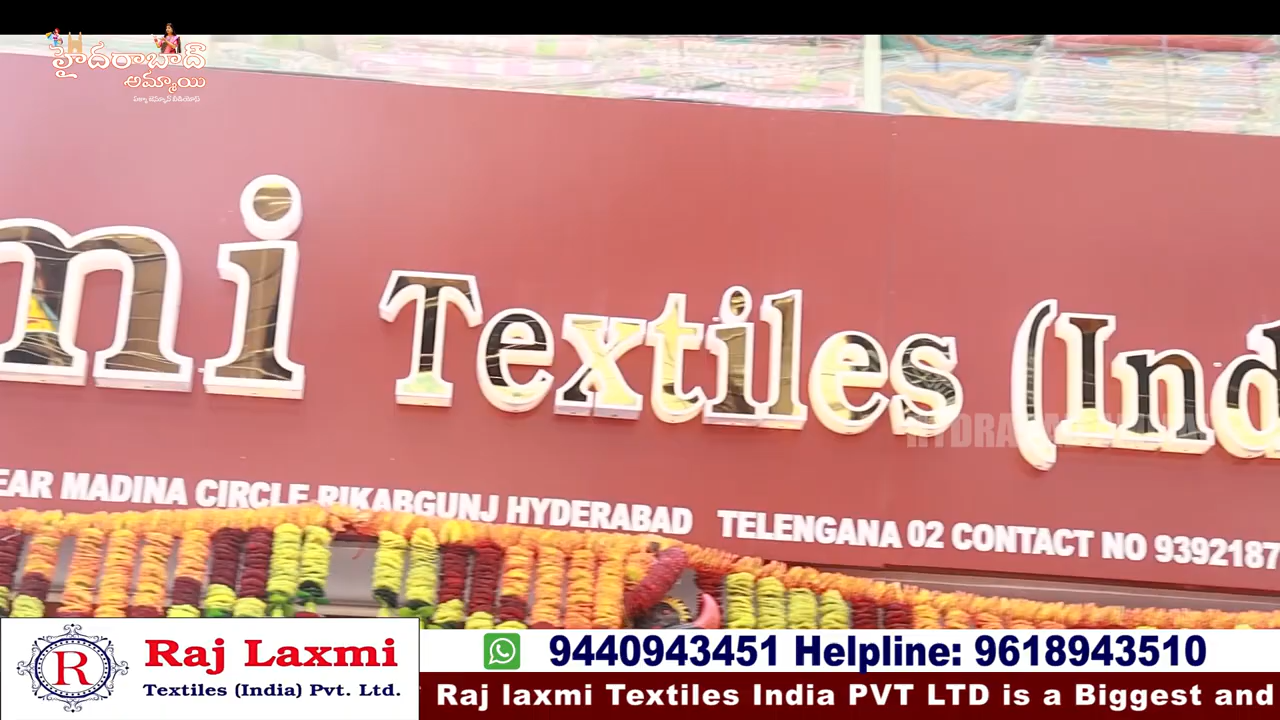 హైదరాబాద్
అమ్మాయి
mi Textiles (Ind
EAR MADINA CIRCLE RIKABGUNJ HYDERABAD TELENGANA 02 CONTACT NO 9392187
R
Raj Laxmi
Textiles (India) Pvt. Ltd.
9440943451 Helpline: 9618943510
Raj laxmi Textiles India PVT LTD is a Biggest and